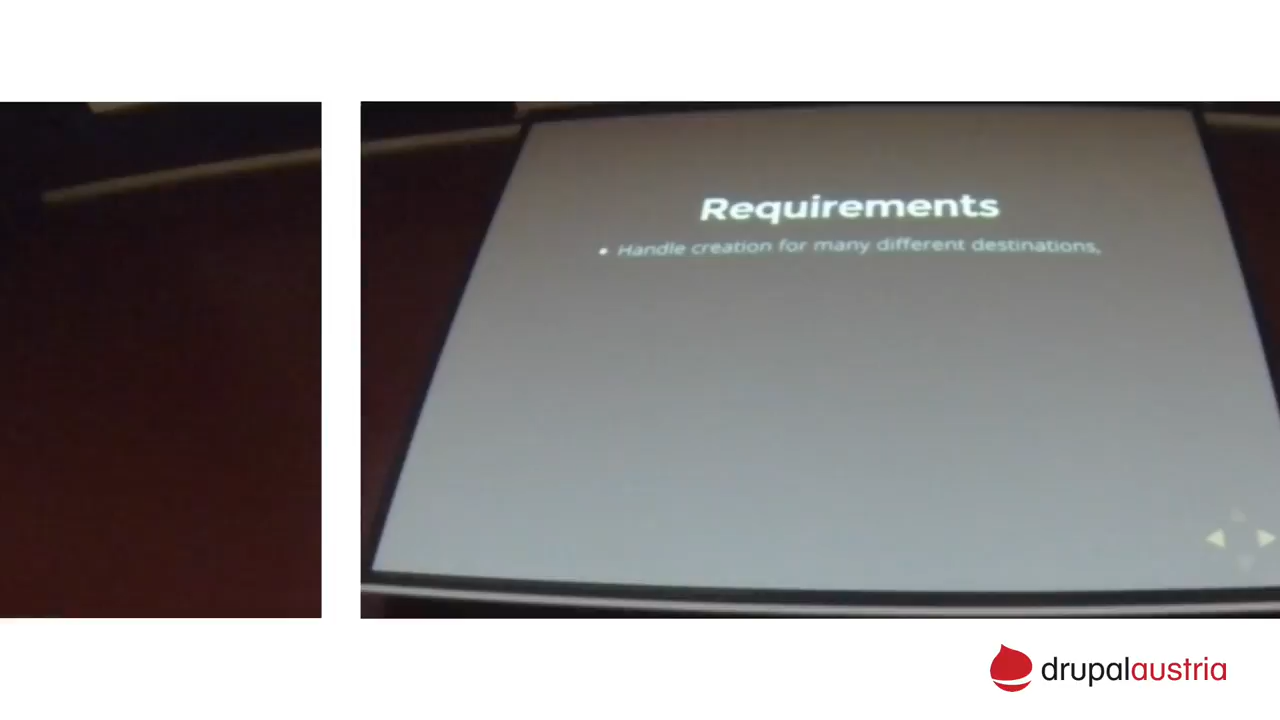 Requirements
• Handle creation for many different destinations,
drupalaustria